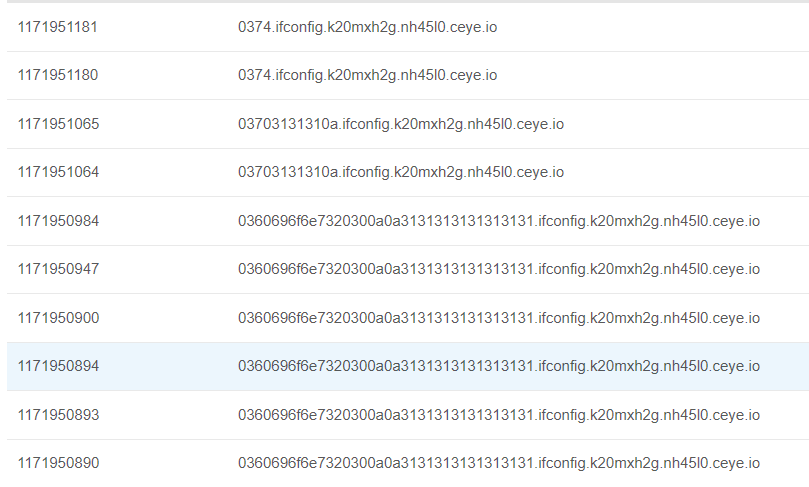 1171951181 0374.ifconfig.k20mxh2g.nh45l0.ceye.io
1171951180 0374.ifconfig.k20mxh2g.nh45l0.ceye.io
1171951065 03703131310a.ifconfig.k20mxh2g.nh45l0.ceye.io
1171951064 03703131310a.ifconfig.k20mxh2g.nh45l0.ceye.io
1171950984 0360696f6e7320300a0a3131313131313131.ifconfig.k20mxh2g.nh45l0.ceye.io
1171950947 0360696f6e7320300a0a3131313131313131.ifconfig.k20mxh2g.nh45l0.ceye.io
1171950900 0360696f6e7320300a0a3131313131313131.ifconfig.k20mxh2g.nh45l0.ceye.io
1171950894 0360696f6e7320300a0a3131313131313131.ifconfig.k20mxh2g.nh45l0.ceye.io
1171950893 0360696f6e7320300a0a3131313131313131.ifconfig.k20mxh2g.nh45l0.ceye.io
1171950890 0360696f6e7320300a0a3131313131313131.ifconfig.k20mxh2g.nh45l0.ceye.io